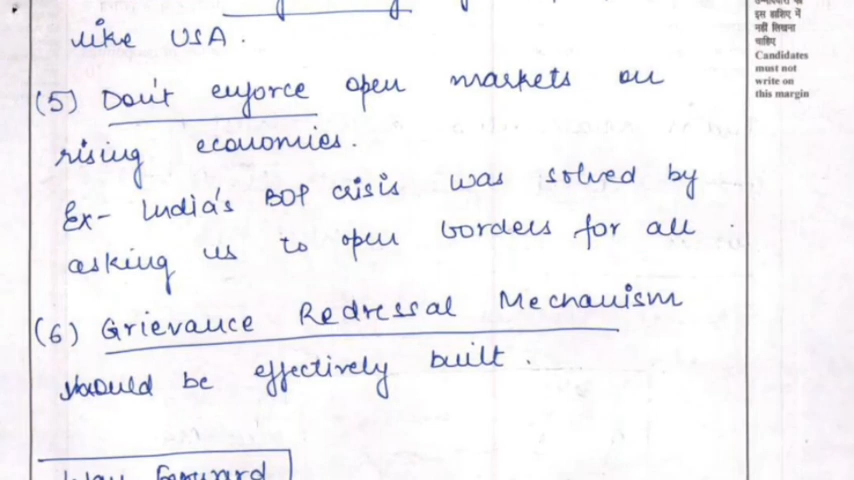 इस हाशिए में
नहीं लिखना
चाहिए
Candidates
must not
write on
this margin
like USA.
(5) Don't enforce open markets on
rising economies.
Ex- India's BOP crisis was solved by
asking us to open borders for all
(6) Grievance Redressal Mechanism
should be effectively built.
Way Forward